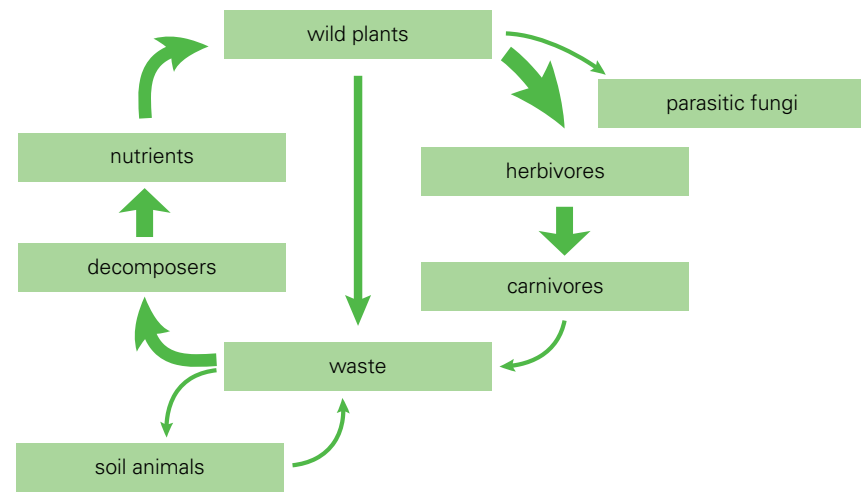 wild plants
parasitic fungi
nutrients
herbivores
decomposers
carnivores
waste
soil animals